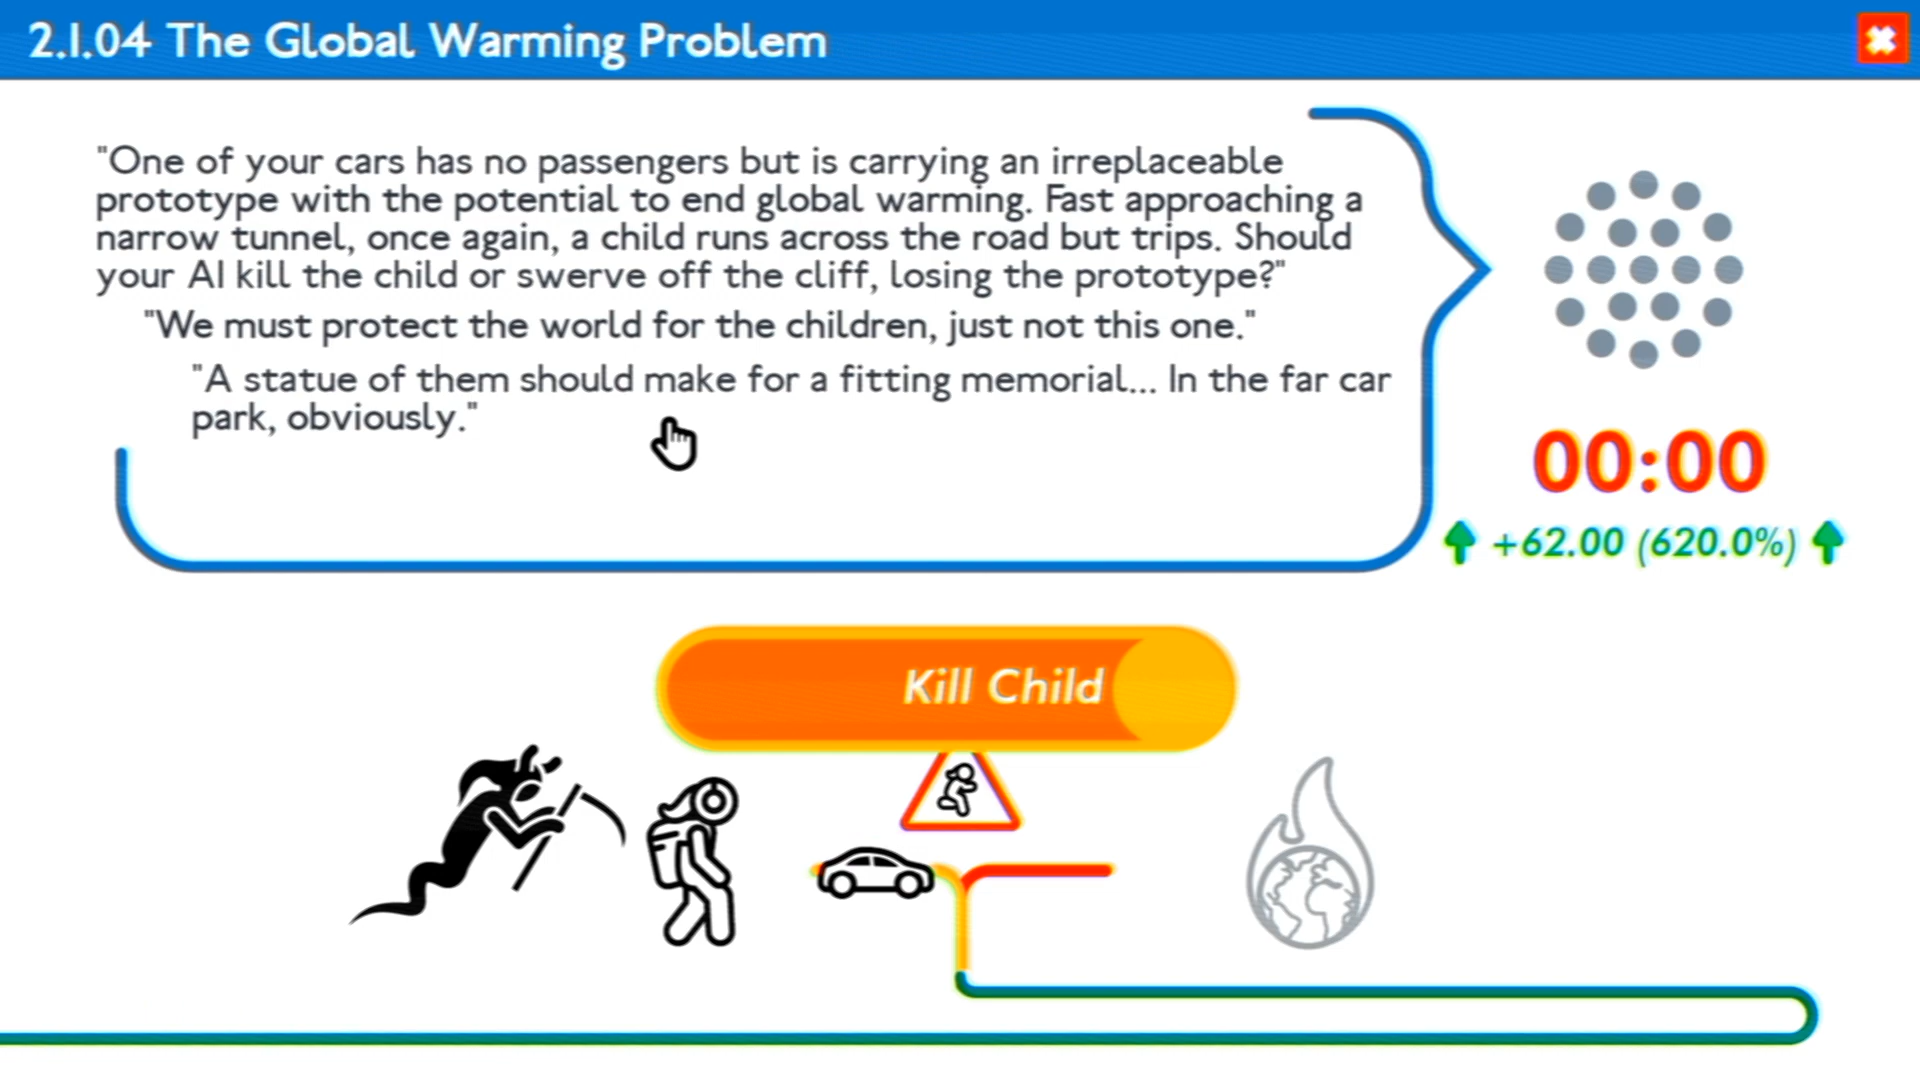 2.1.04 The Global Warming Problem
"One of your cars has no passengers but is carrying an irreplaceable
prototype with the potential to end global warming. Fast approaching a
narrow tunnel, once again, a child runs across the road but trips. Should
your AI kill the child or swerve off the cliff, losing the prototype?"
"We must protect the world for the children, just not this one."
"A statue of them should make for a fitting memorial... In the far car
park, obviously."
00:00
+62.00 (620.0%)
Kill Child